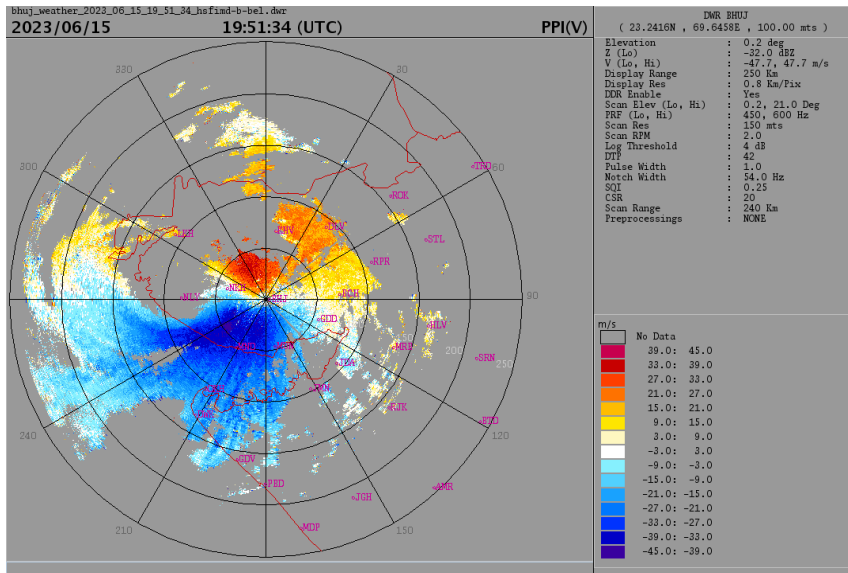 bhuj_weather_2023_06_15_19_51_34_hsfimd-b-bel.dwr
2023/06/15 19:51:34 (UTC) PPI(V)
DWR BHUJ
( 23.2416N , 69.6458E , 100.00 mts )
Elevation : 0.2 deg
Z (Lo) : -32.0 dBZ
V (Lo, Hi) : -47.7, 47.7 m/s
Display Range : 250 Km
Display Res : 0.8 Km/Pix
DDR Enable : Yes
Scan Elev (Lo, Hi) : 0.2, 21.0 Deg
PRF (Lo, Hi) : 450, 600 Hz
Scan Res : 150 mts
Scan RPM : 2.0
Log Threshold : 4 dB
DTP : 42
Pulse Width : 1.0
Notch Width : 54.0 Hz
SQI : 0.25
CSR : 20
Scan Range : 240 Km
Preprocessings : NONE
330
30
300
60
ROK
DLV
STL
RPR
NLY
BHJ
90
GDD
HLV
MRP
200
250
SRN
RJK
240
120
GDV
PBD
AMR
JGH
MDP
210
150
m/s
No Data
39.0: 45.0
33.0: 39.0
27.0: 33.0
21.0: 27.0
15.0: 21.0
9.0: 15.0
3.0: 9.0
-3.0: 3.0
-9.0: -3.0
-15.0: -9.0
-21.0: -15.0
-27.0: -21.0
-33.0: -27.0
-39.0: -33.0
-45.0: -39.0